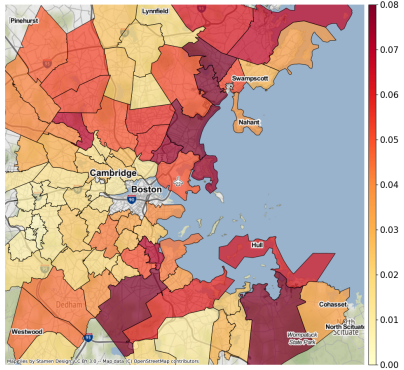 Pinehurst
Lynnfield
Swampscott
Nahant
Cambridge
Boston
93
Hull
Dedham
Cohasset
North Scituate
Scituate
Wompatuck
State Park
Westwood
Map tiles by Stamen Design, CC BY 3.0 -- Map data (C) OpenStreetMap contributors
0.08
0.07
0.06
0.05
0.04
0.03
0.02
0.01
0.00